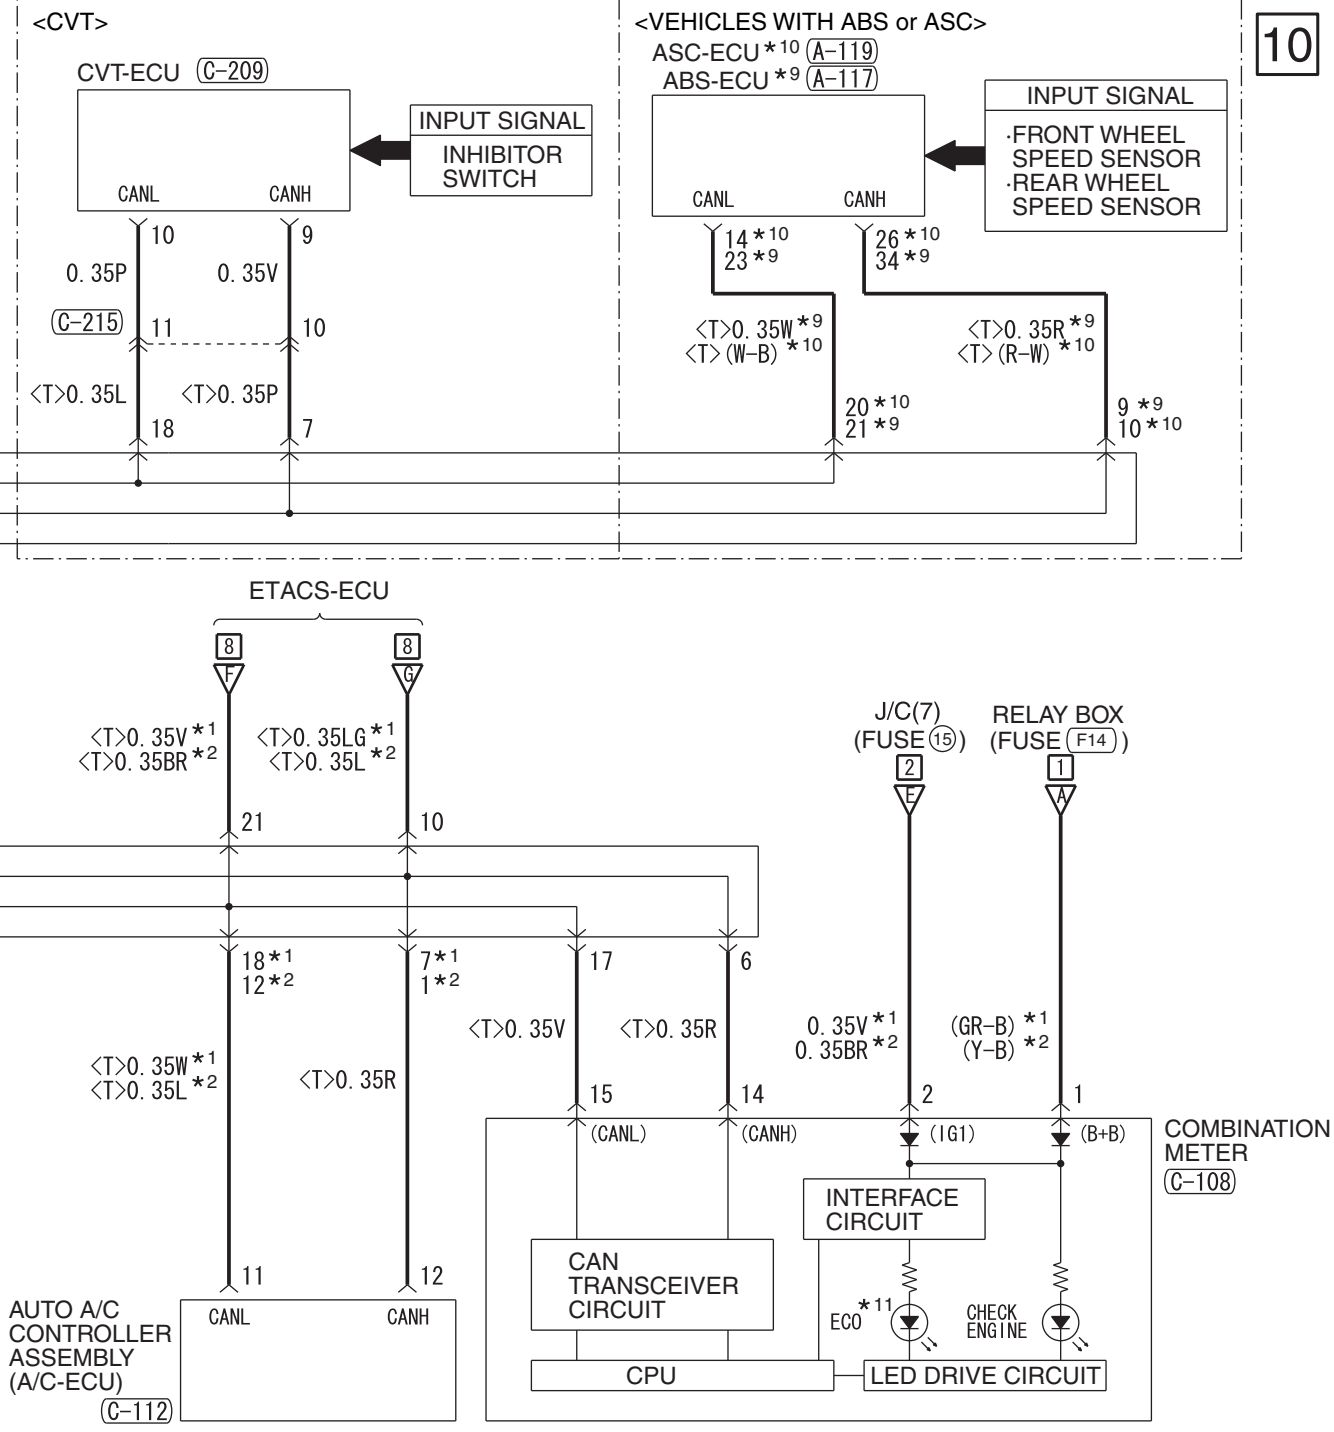 <CVT>
<VEHICLES WITH ABS or ASC>
10
CVT-ECU (C-209)
ASC-ECU *10 (A-119)
ABS-ECU *9 (A-117)
INPUT SIGNAL
INHIBITOR
SWITCH
INPUT SIGNAL
·FRONT WHEEL
SPEED SENSOR
·REAR WHEEL
SPEED SENSOR
CANL
CANH
CANL
CANH
10
9
14*10
23*9
26*10
34*9
0.35P
0.35V
(C-215)
11
10
<T>0.35W*9
<T>(W-B)*10
<T>0.35R*9
<T>(R-W)*10
<T>0.35L
<T>0.35P
18
7
20*10
21*9
9*9
10*10
ETACS-ECU
8
8
F
G
<T>0.35V*1
<T>0.35BR*2
<T>0.35LG*1
<T>0.35L*2
J/C(7)
(FUSE 15)
RELAY BOX
(FUSE F14)
2
1
E
A
21
10
18*1
12*2
7*1
1*2
17
6
<T>0.35V
<T>0.35R
0.35V*1
0.35BR*2
(GR-B)*1
(Y-B)*2
<T>0.35W*1
<T>0.35L*2
<T>0.35R
15
14
2
1
(CANL)
(CANH)
(IG1)
(B+B)
COMBINATION
METER
(C-108)
INTERFACE
CIRCUIT
CAN
TRANSCEIVER
CIRCUIT
11
12
ECO*11
CHECK
ENGINE
AUTO A/C
CONTROLLER
ASSEMBLY
(A/C-ECU)
(C-112)
CANL
CANH
CPU
LED DRIVE CIRCUIT